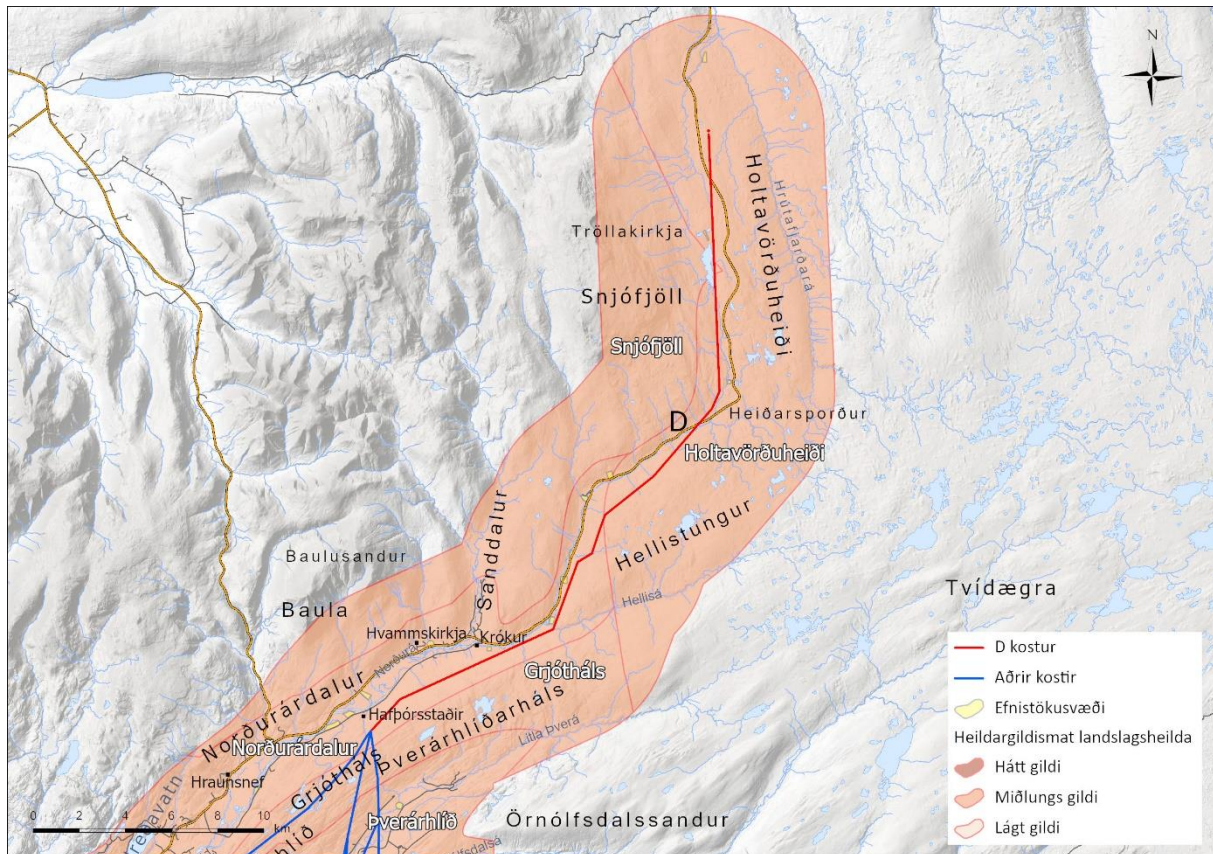 N
Holtavörðuheiði
Hrútafjarðará
Tröllakirkja
Snjófjöll
Snjófjöll
D
Heiðarsporður
Holtavörðuheiði
Sanddalur
Hellistungur
Baulusandur
Tvídægra
Baula
Hellisá
Hvammskirkja
Krókur
Norðurá
Grjótháls
Norðurárdalur
Hafþórsstaðir
Þverárhlíðarháls
Litla Þverá
Norðurárdalur
Grjótháls
Hraunsnef
Þverárhlíð
Örnólfsdalssandur
0 2 4 6 8 10
km
D kostur
Aðrir kostir
Efnistökusvæði
Heildargildismat landslagsheilda
Hátt gildi
Miðlungs gildi
Lágt gildi